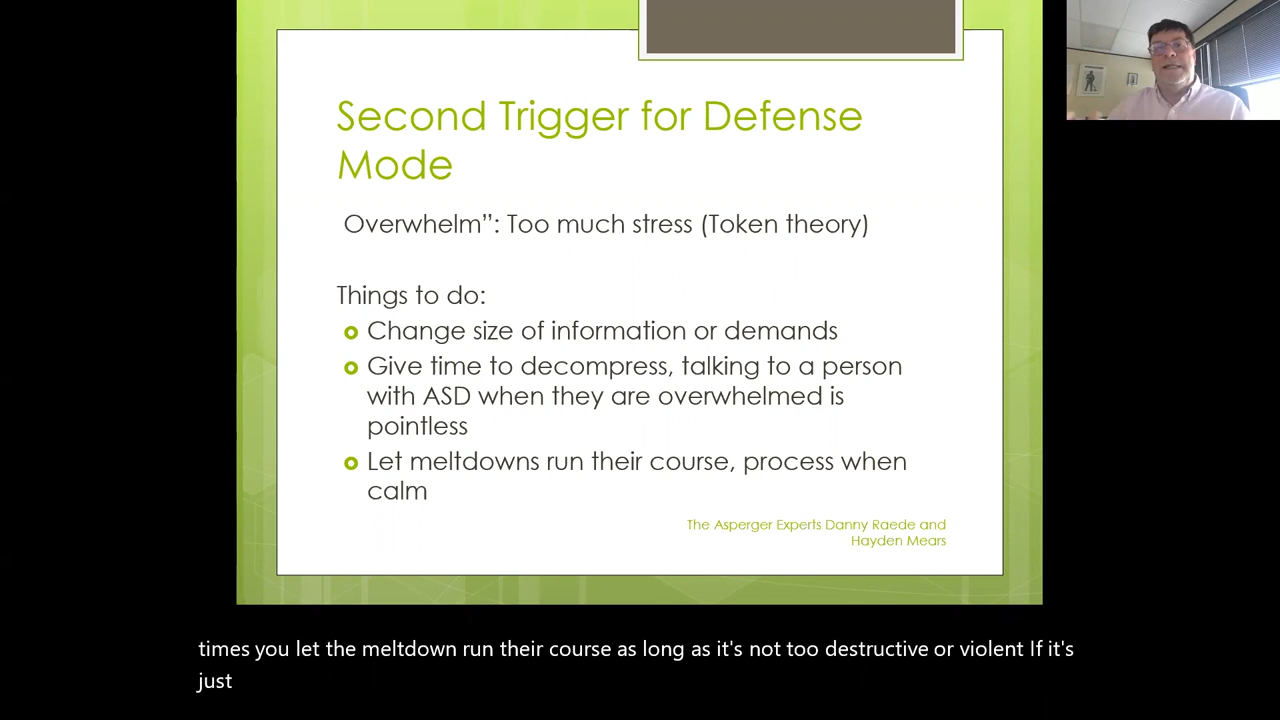 Second Trigger for Defense
Mode
Overwhelm”: Too much stress (Token theory)
Things to do:
Change size of information or demands
Give time to decompress, talking to a person
with ASD when they are overwhelmed is
pointless
Let meltdowns run their course, process when
calm
The Asperger Experts Danny Raede and
Hayden Mears
times you let the meltdown run their course as long as it's not too destructive or violent If it's
just